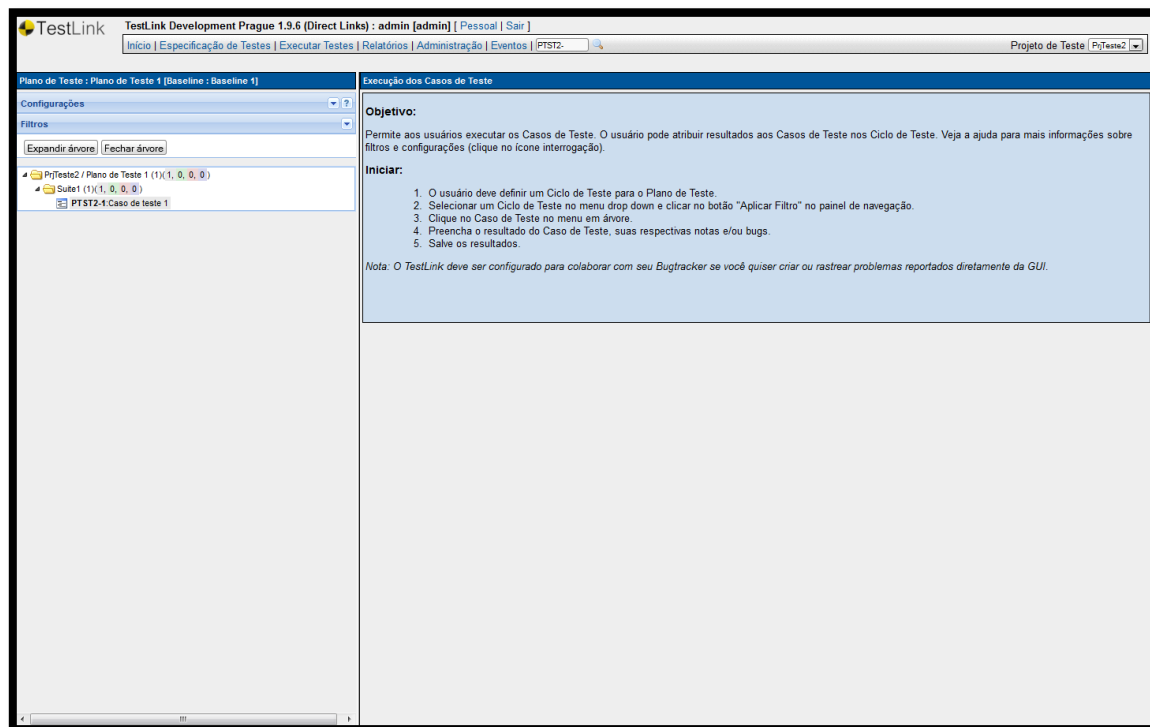 TestLink
TestLink Development Prague 1.9.6 (Direct Links) : admin [admin] [ Pessoal | Sair ]
Início | Especificação de Testes | Executar Testes | Relatórios | Administração | Eventos | PTST2-
Projeto de Teste PrjTeste2
Plano de Teste : Plano de Teste 1 [Baseline : Baseline 1]
Configurações
?
Filtros
Expandir árvore Fechar árvore
PrjTeste2 / Plano de Teste 1 (1)(1, 0, 0, 0)
Suite1 (1)(1, 0, 0, 0)
PTST2-1:Caso de teste 1
Execução dos Casos de Teste
Objetivo:
Permite aos usuários executar os Casos de Teste. O usuário pode atribuir resultados aos Casos de Teste nos Ciclo de Teste. Veja a ajuda para mais informações sobre
filtros e configurações (clique no ícone interrogação).
Iniciar:
1. O usuário deve definir um Ciclo de Teste para o Plano de Teste.
2. Selecionar um Ciclo de Teste no menu drop down e clicar no botão "Aplicar Filtro" no painel de navegação.
3. Clique no Caso de Teste no menu em árvore.
4. Preencha o resultado do Caso de Teste, suas respectivas notas e/ou bugs.
5. Salve os resultados.
Nota: O TestLink deve ser configurado para colaborar com seu Bugtracker se você quiser criar ou rastrear problemas reportados diretamente da GUI.